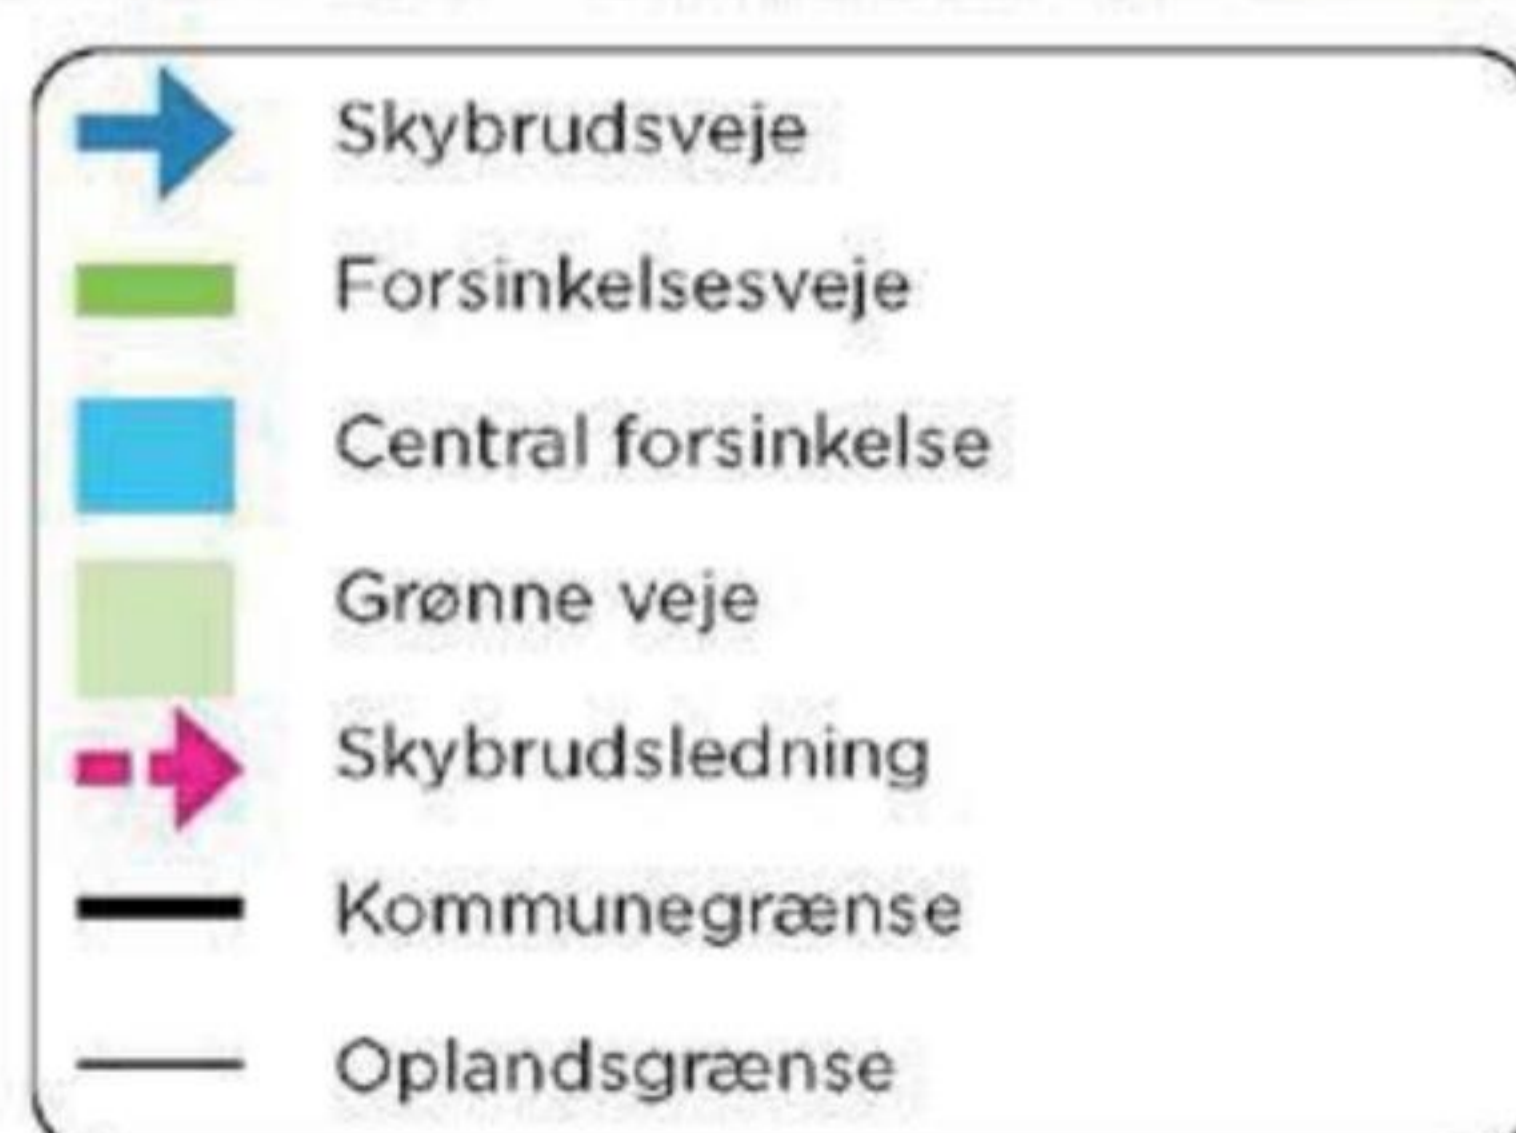 Skybrudsveje
Forsinkelsesveje
Central forsinkelse
Grønne veje
Skybrudsledning
Kommunegrænse
Oplandsgrænse